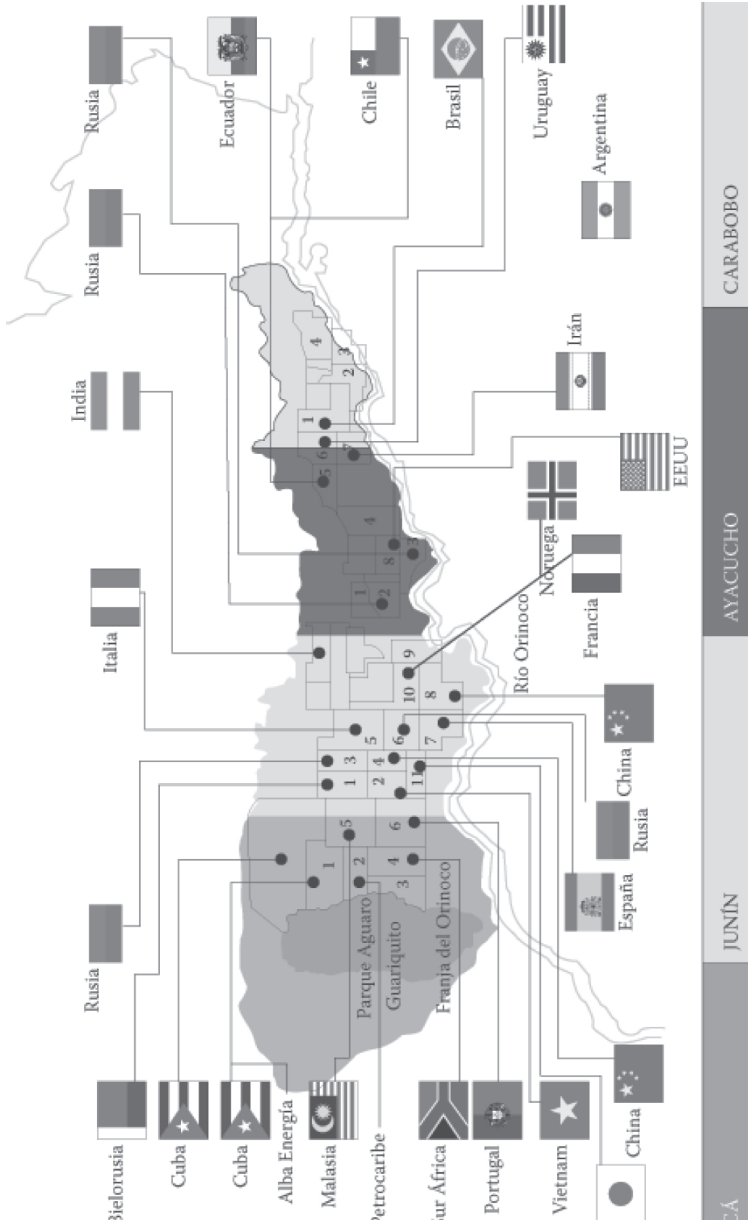 Rusia
Italia
India
Rusia
Rusia
Bielorusia
Cuba
Ecuador
Cuba
Alba Energía
Malasia
Chile
Petrocaribe
Sur África
Brasil
Portugal
Uruguay
Vietnam
Argentina
China
1
5
2
3
4
6
Parque Aguaro
Guariquito
Franja del Orinoco
1
3
5
2
4
6
11
7
10
9
8
1
2
8
3
4
5
6
7
1
4
2
3
Río Orinoco
Noruega
Irán
Francia
EEUU
España
Rusia
China
CÁ
JUNÍN
AYACUCHO
CARABOBO